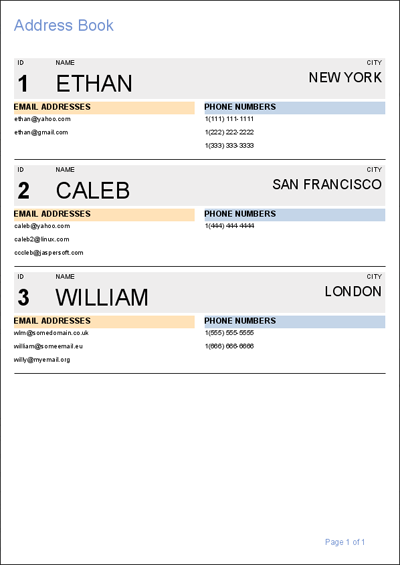 Address Book
ID NAME CITY
1 ETHAN NEW YORK
EMAIL ADDRESSES PHONE NUMBERS
ethan@yahoo.com 1(111) 111-1111
ethan@gmail.com 1(222) 222-2222
1(333) 333-3333
ID NAME CITY
2 CALEB SAN FRANCISCO
EMAIL ADDRESSES PHONE NUMBERS
caleb@yahoo.com 1(444) 444-4444
caleb2@linux.com
cccleb@jaspersoft.com
ID NAME CITY
3 WILLIAM LONDON
EMAIL ADDRESSES PHONE NUMBERS
wlm@somedomain.co.uk 1(555) 555-5555
william@someemail.eu 1(666) 666-6666
willy@myemail.org
Page 1 of 1